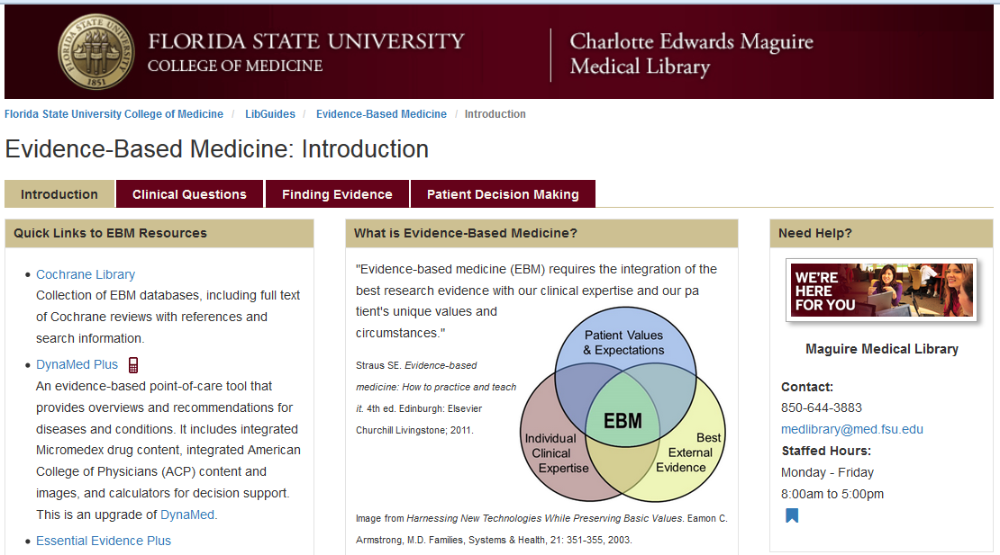 FLORIDA STATE UNIVERSITY
COLLEGE OF MEDICINE
Charlotte Edwards Maguire
Medical Library
FLORIDA STATE UNIVERSITY
1851
Florida State University College of Medicine / LibGuides / Evidence-Based Medicine / Introduction
Evidence-Based Medicine: Introduction
Introduction
Clinical Questions
Finding Evidence
Patient Decision Making
Quick Links to EBM Resources
• Cochrane Library
Collection of EBM databases, including full text
of Cochrane reviews with references and
search information.
• DynaMed Plus
An evidence-based point-of-care tool that
provides overviews and recommendations for
diseases and conditions. It includes integrated
Micromedex drug content, integrated American
College of Physicians (ACP) content and
images, and calculators for decision support.
This is an upgrade of DynaMed.
• Essential Evidence Plus
What is Evidence-Based Medicine?
"Evidence-based medicine (EBM) requires the integration of the
best research evidence with our clinical expertise and our pa
tient's unique values and
circumstances."
Straus SE. Evidence-based
medicine: How to practice and teach
it. 4th ed. Edinburgh: Elsevier
Churchill Livingstone; 2011.
Patient Values
& Expectations
EBM
Individual
Clinical
Expertise
Best
External
Evidence
Image from Harnessing New Technologies While Preserving Basic Values. Eamon C.
Armstrong, M.D. Families, Systems & Health, 21: 351-355, 2003.
Need Help?
WE'RE
HERE
FOR YOU
Maguire Medical Library
Contact:
850-644-3883
medlibrary@med.fsu.edu
Staffed Hours:
Monday - Friday
8:00am to 5:00pm